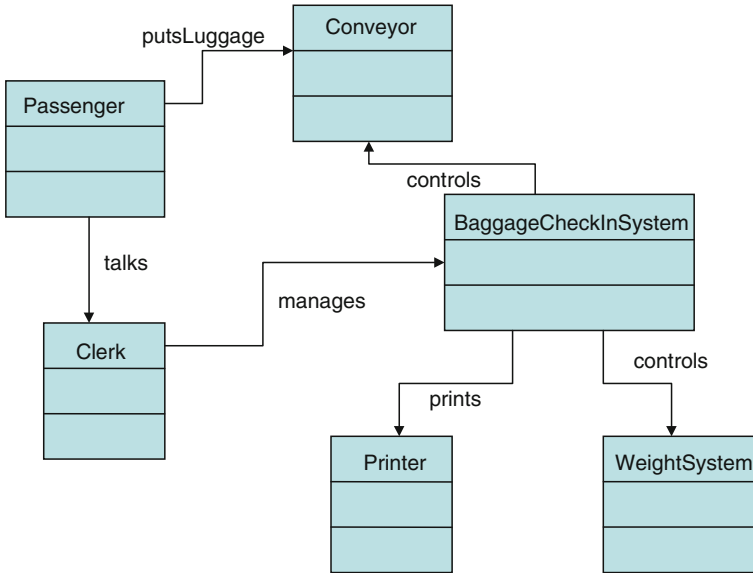 Conveyor
putsLuggage
Passenger
controls
BaggageCheckInSystem
talks
manages
Clerk
controls
prints
Printer
WeightSystem